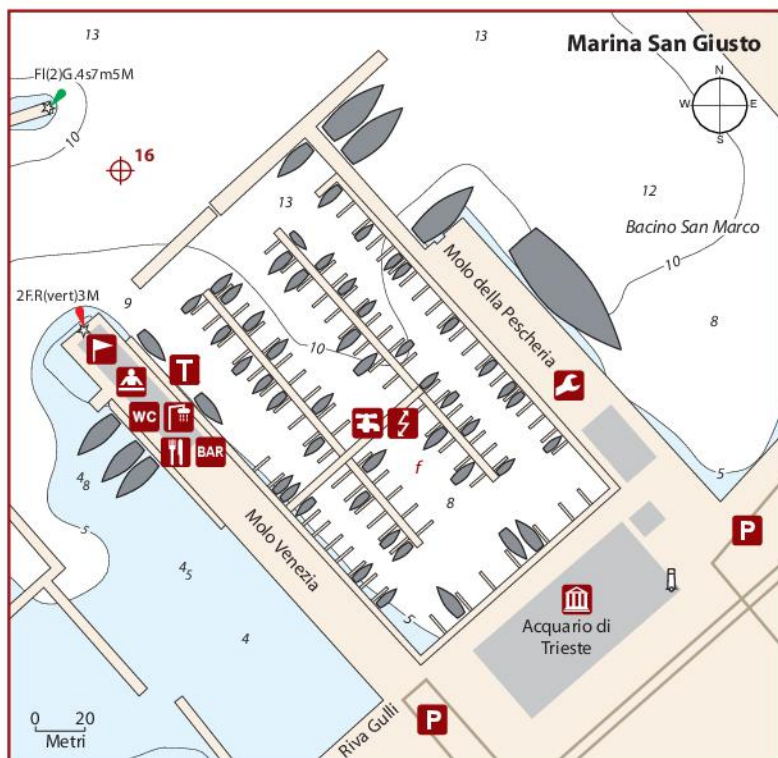 13
13
Marina San Giusto
Fl(2)G.4s7m5M
N
W
E
S
10
16
12
13
Bacino San Marco
10
Molo della Pescheria
2F.R(vert)3M
9
8
10
T
WC
BAR
f
4₈
8
5
5
Molo Venezia
P
4₅
5
Acquario di
Trieste
4
0 20
Metri
Riva Gulli
P